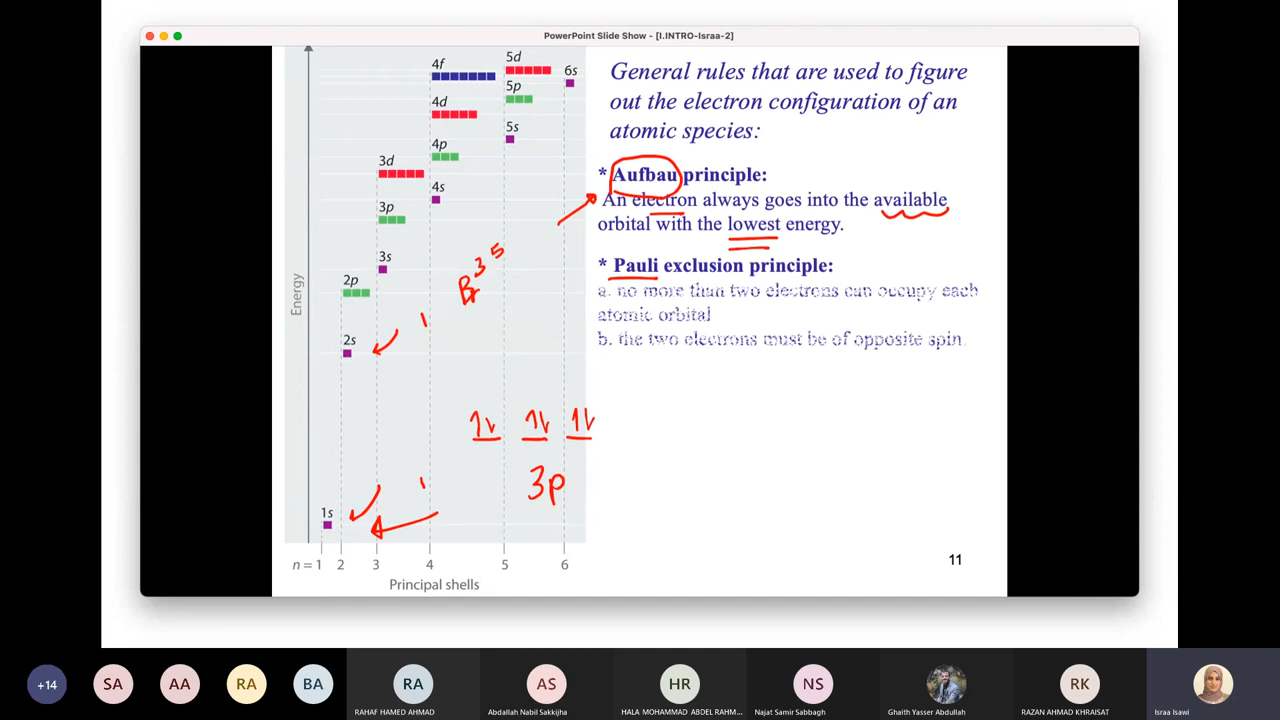 PowerPoint Slide Show - [I.INTRO-Israa-2]
Energy
4f
5d
6s
5p
4d
5s
4p
3d
4s
3p
3s
2p
2s
1s
n = 1 2 3 4 5 6
Principal shells
Br 35
3p
General rules that are used to figure
out the electron configuration of an
atomic species:
* Aufbau principle:
An electron always goes into the available
orbital with the lowest energy.
* Pauli exclusion principle:
a. no more than two electrons can occupy each
atomic orbital
b. the two electrons must be of opposite spin.
11
+14
SA
AA
RA
BA
RA
RAHAF HAMED AHMAD
AS
Abdallah Nabil Sakkijha
HR
HALA MOHAMMAD ABDEL RAHM...
NS
Najat Samir Sabbagh
Ghaith Yasser Abdullah
RK
RAZAN AHMAD KHRAISAT
Israa Isawi